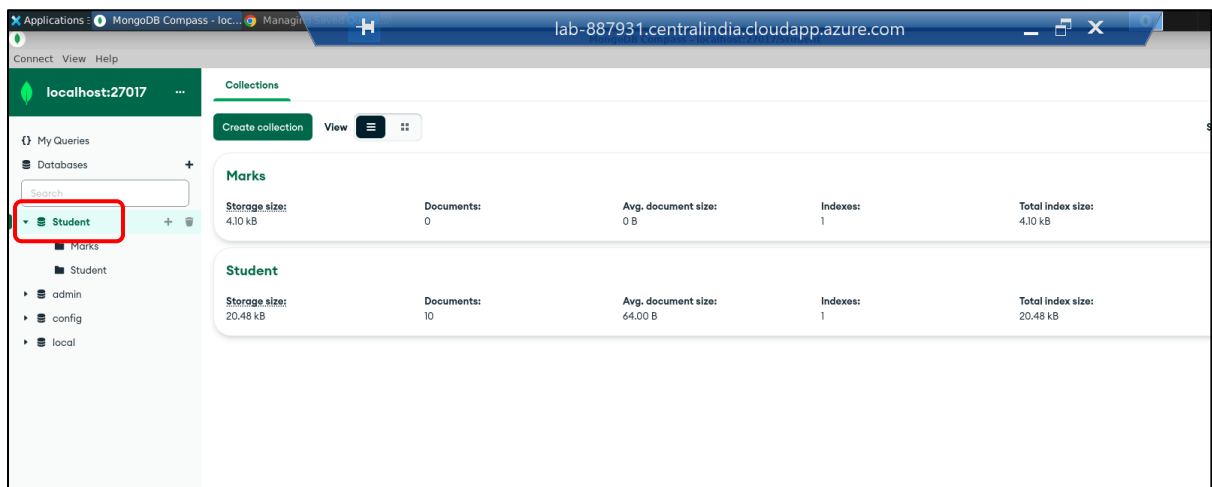 Applications
MongoDB Compass - loc...
Managing Saved
lab-887931.centralindia.cloudapp.azure.com
Connect View Help
localhost:27017 ...
Collections
{} My Queries
Create collection View
Databases +
Marks
Search
Storage size: Documents: Avg. document size: Indexes: Total index size:
4.10 kB 0 0 B 1 4.10 kB
Student +
Marks
Student
Student
admin
Storage size: Documents: Avg. document size: Indexes: Total index size:
20.48 kB 10 64.00 B 1 20.48 kB
config
local